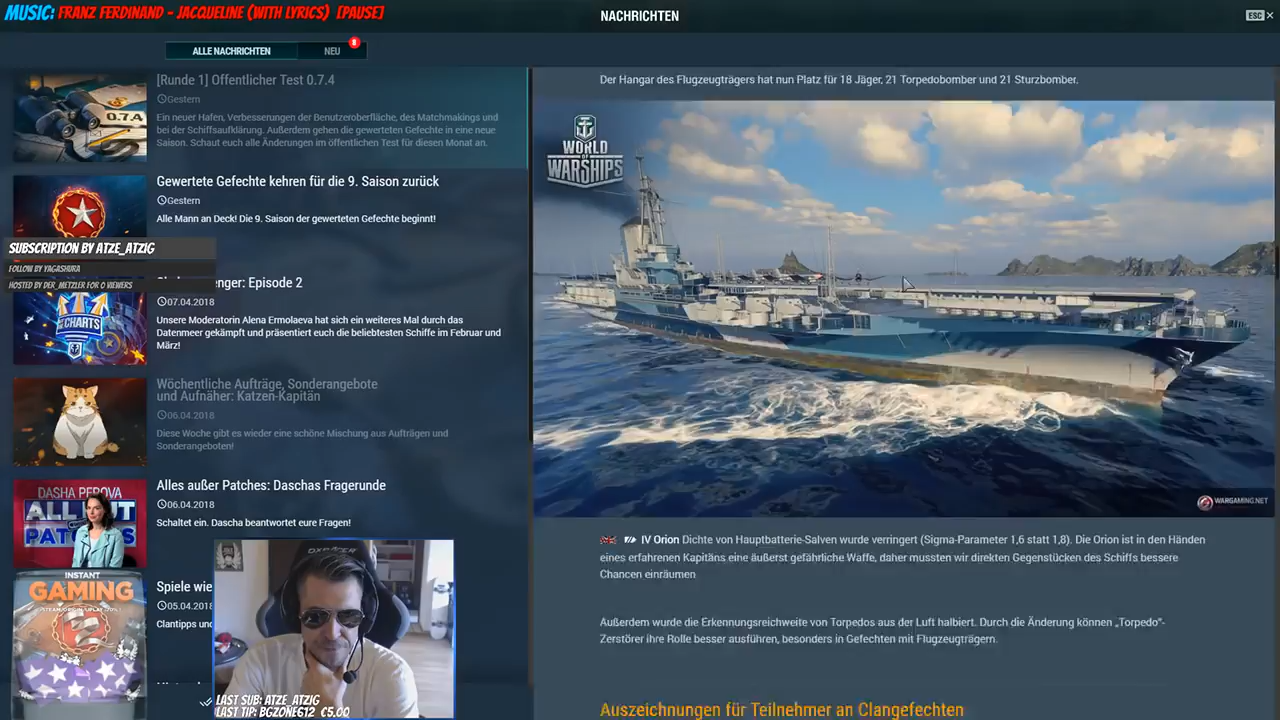 MUSIC: FRANZ FERDINAND - JACQUELINE (WITH LYRICS) [PAUSE]
NACHRICHTEN
ESC
ALLE NACHRICHTEN
NEU
8
[Runde 1] Öffentlicher Test 0.7.4
Gestern
Ein neuer Hafen, Verbesserungen der Benutzeroberfläche, des Matchmakings und
bei der Schiffsaufklärung. Außerdem gehen die gewerteten Gefechte in eine neue
Saison. Schaut euch alle Änderungen im öffentlichen Test für diesen Monat an.
Gewertete Gefechte kehren für die 9. Saison zurück
Gestern
Alle Mann an Deck! Die 9. Saison der gewerteten Gefechte beginnt!
SUBSCRIPTION BY ATZE_ATZIG
FOLLOW BY YAGASHURA
HOSTED BY DER_METZLER FOR 0 VIEWERS
enger: Episode 2
07.04.2018
Unsere Moderatorin Alena Ermolaeva hat sich ein weiteres Mal durch das
Datenmeer gekämpft und präsentiert euch die beliebtesten Schiffe im Februar und
März!
CHARTS
Wöchentliche Aufträge, Sonderangebote
und Aufnäher: Katzen-Kapitän
06.04.2018
Diese Woche gibt es wieder eine schöne Mischung aus Aufträgen und
Sonderangeboten!
Alles außer Patches: Daschas Fragerunde
06.04.2018
Schaltet ein. Dascha beantwortet eure Fragen!
DASHA PEROVA
INSTANT
GAMING
Spiele wie
05.04.2018
Clantipps und
LAST SUB: ATZE_ATZIG
LAST TIP: BGZONE612 €5.00
Der Hangar des Flugzeugträgers hat nun Platz für 18 Jäger, 21 Torpedobomber und 21 Sturzbomber.
WORLD
OF
WARSHIPS
WARGAMING.NET
IV Orion Dichte von Hauptbatterie-Salven wurde verringert (Sigma-Parameter 1,6 statt 1,8). Die Orion ist in den Händen
eines erfahrenen Kapitäns eine äußerst gefährliche Waffe, daher mussten wir direkten Gegenstücken des Schiffs bessere
Chancen einräumen
Außerdem wurde die Erkennungsreichweite von Torpedos aus der Luft halbiert. Durch die Änderung können „Torpedo"-
Zerstörer ihre Rolle besser ausführen, besonders in Gefechten mit Flugzeugträgern.
Auszeichnungen für Teilnehmer an Clangefechten